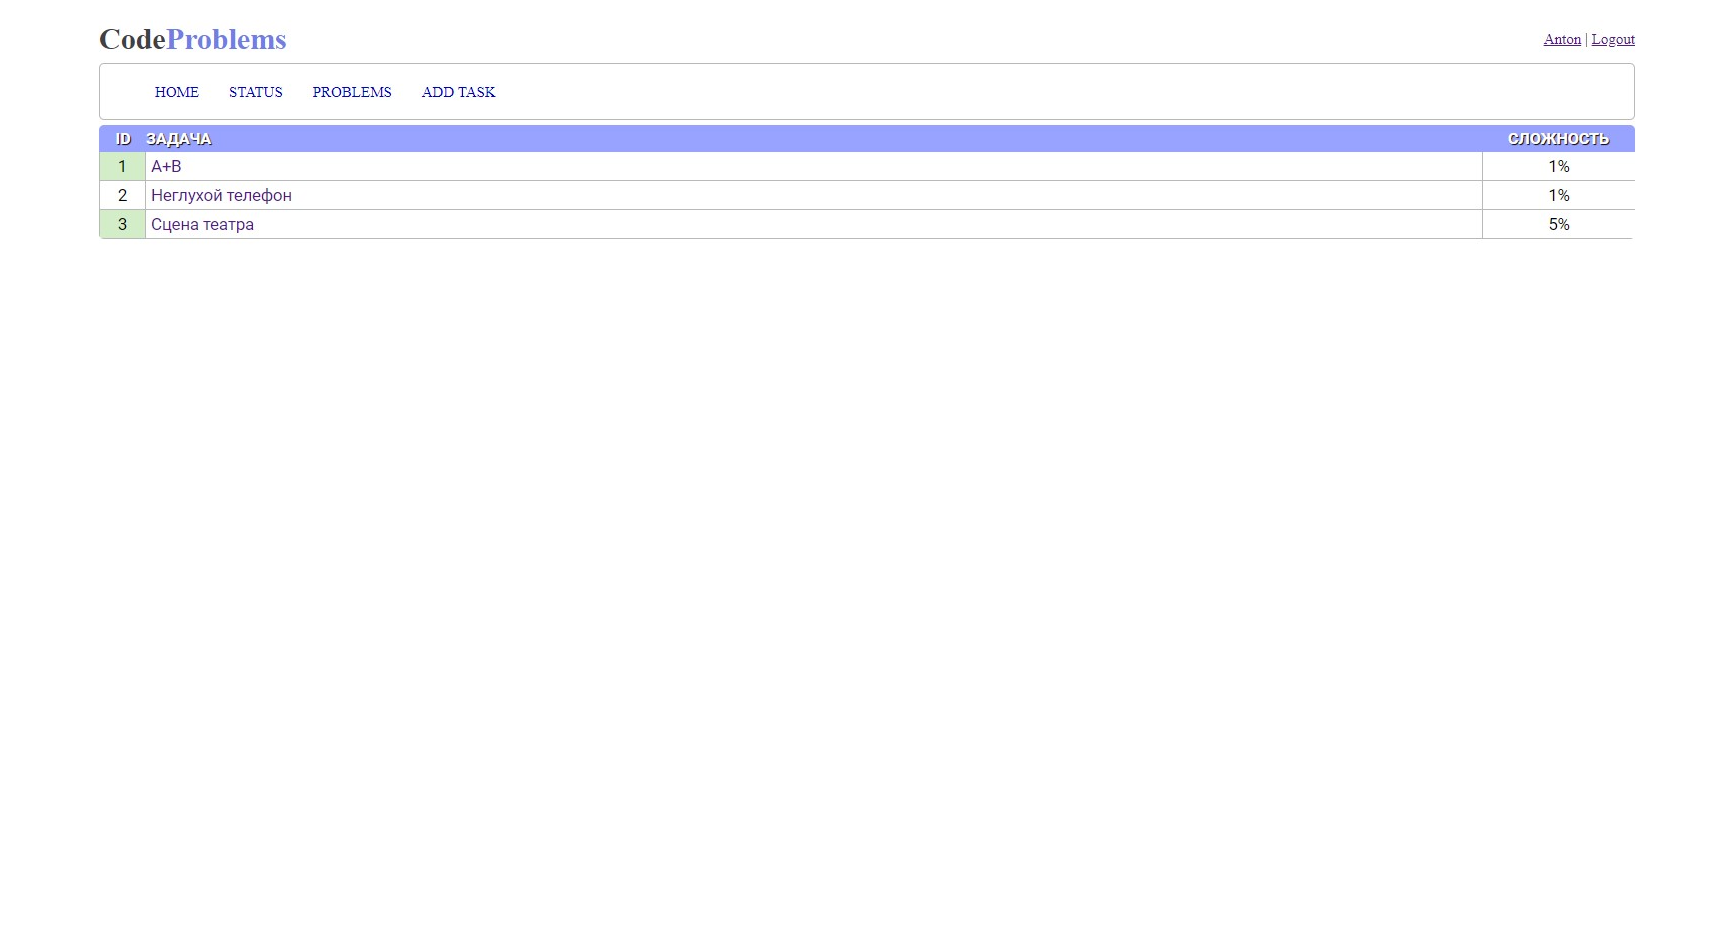 CodeProblems
Anton | Logout
HOME STATUS PROBLEMS ADD TASK
ID ЗАДАЧА СЛОЖНОСТЬ
1 A+B 1%
2 Неглухой телефон 1%
3 Сцена театра 5%